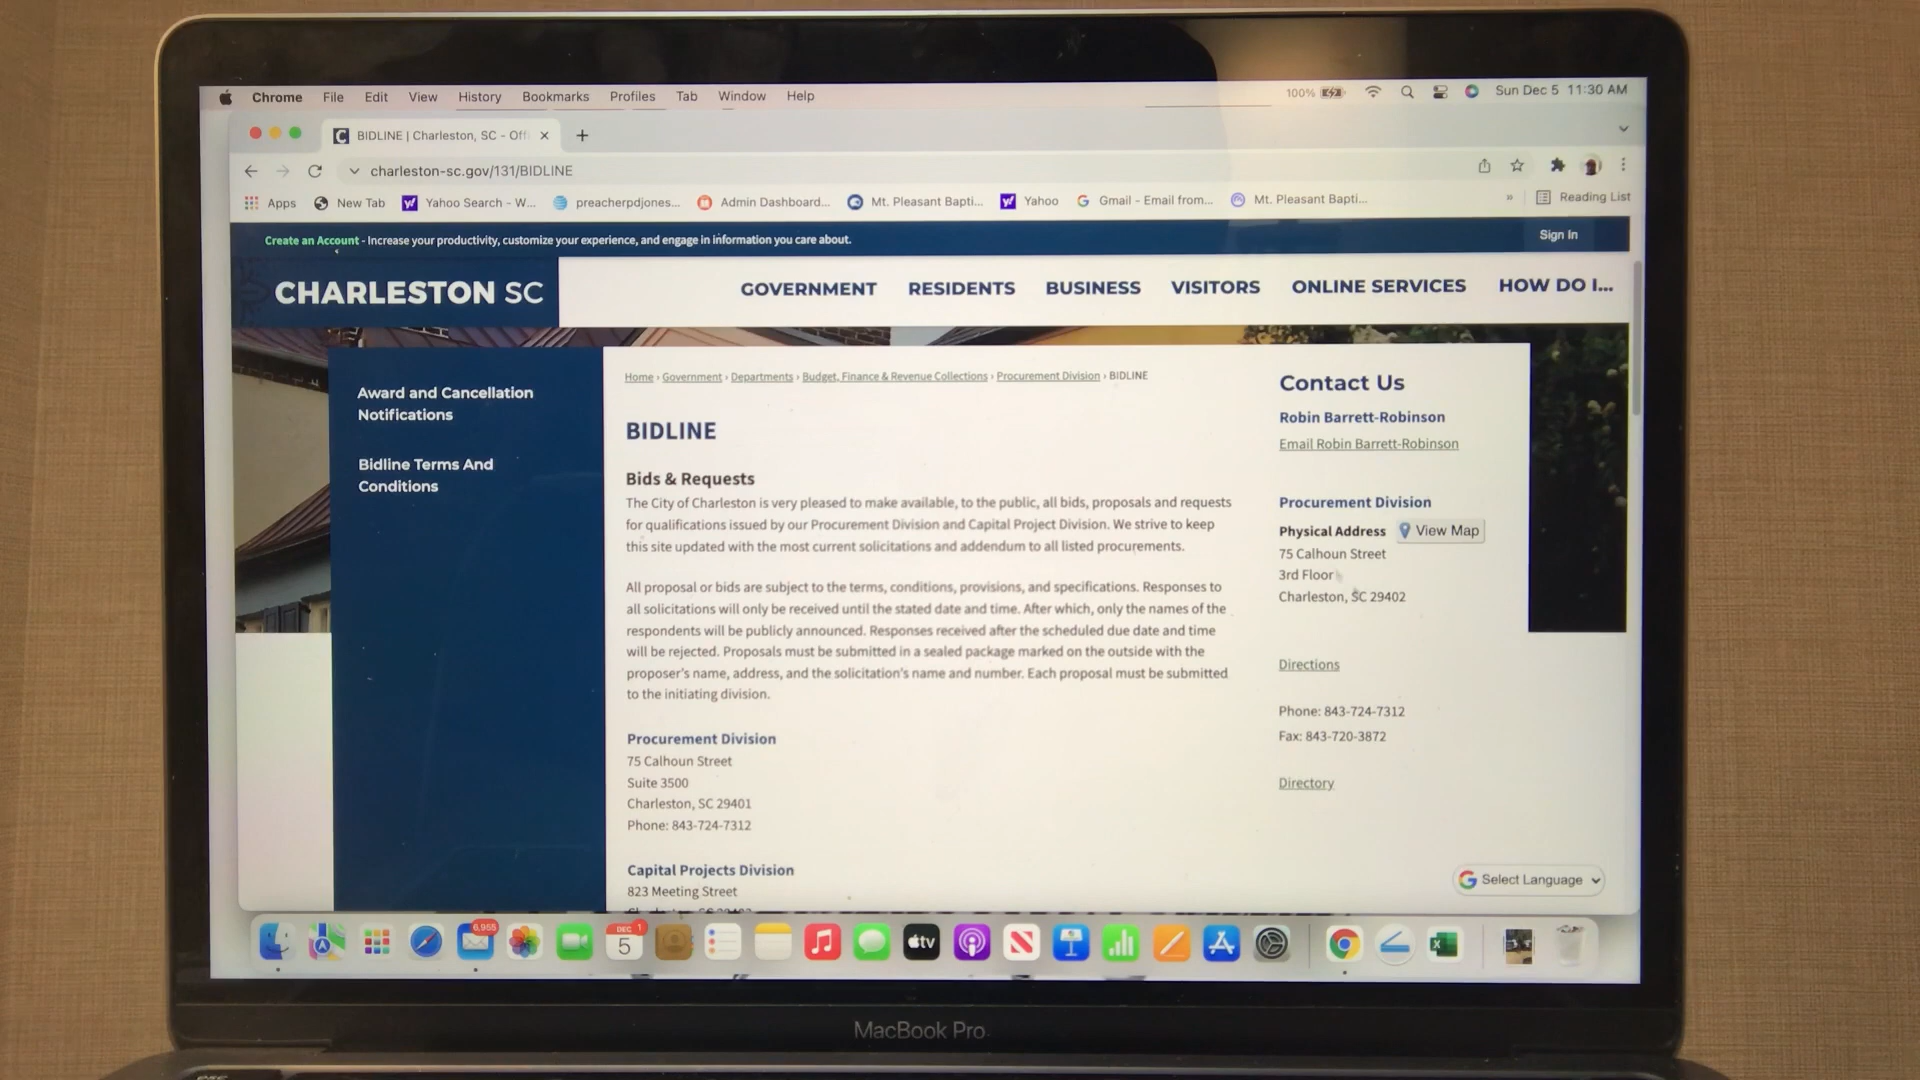 Chrome File Edit View History Bookmarks Profiles Tab Window Help 100% Sun Dec 5 11:30 AM
BIDLINE | Charleston, SC - Offi
charleston-sc.gov/131/BIDLINE
Apps New Tab Yahoo Search - W... preacherpdjones... Admin Dashboard... Mt. Pleasant Bapti... Yahoo Gmail - Email from... Mt. Pleasant Bapti... » Reading List
Create an Account - Increase your productivity, customize your experience, and engage in information you care about. Sign In
CHARLESTON SC GOVERNMENT RESIDENTS BUSINESS VISITORS ONLINE SERVICES HOW DO I...
Award and Cancellation
Notifications
Bidline Terms And
Conditions
Home › Government › Departments › Budget, Finance & Revenue Collections › Procurement Division › BIDLINE
BIDLINE
Bids & Requests
The City of Charleston is very pleased to make available, to the public, all bids, proposals and requests
for qualifications issued by our Procurement Division and Capital Project Division. We strive to keep
this site updated with the most current solicitations and addendum to all listed procurements.
All proposal or bids are subject to the terms, conditions, provisions, and specifications. Responses to
all solicitations will only be received until the stated date and time. After which, only the names of the
respondents will be publicly announced. Responses received after the scheduled due date and time
will be rejected. Proposals must be submitted in a sealed package marked on the outside with the
proposer's name, address, and the solicitation's name and number. Each proposal must be submitted
to the initiating division.
Procurement Division
75 Calhoun Street
Suite 3500
Charleston, SC 29401
Phone: 843-724-7312
Capital Projects Division
823 Meeting Street
Contact Us
Robin Barrett-Robinson
Email Robin Barrett-Robinson
Procurement Division
Physical Address View Map
75 Calhoun Street
3rd Floor
Charleston, SC 29402
Directions
Phone: 843-724-7312
Fax: 843-720-3872
Directory
Select Language
6,955
DEC 1
5
tv
MacBook Pro
esc